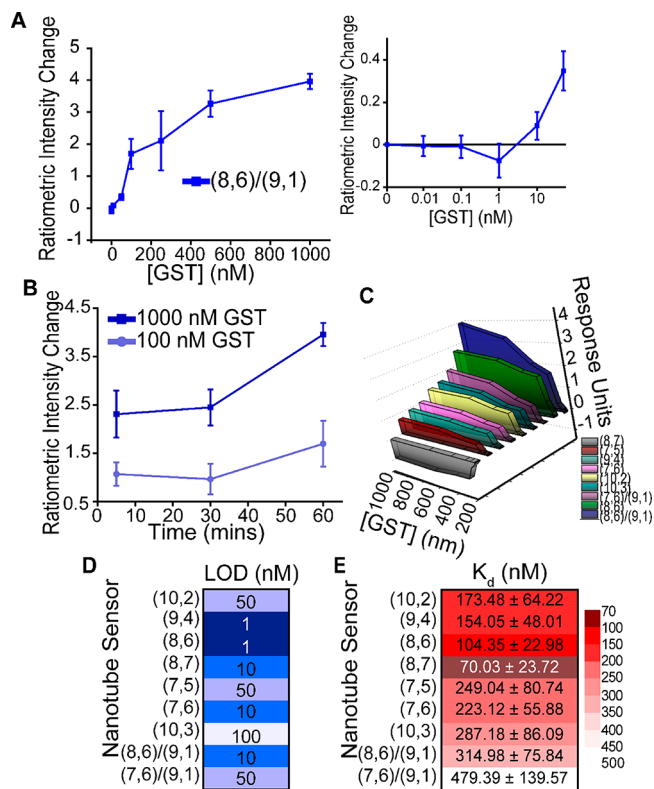 A
Ratiometric Intensity Change
5
4
3
2
1
0
-1
(8,6)/(9,1)
0 200 400 600 800 1000
[GST] (nM)
Ratiometric Intensity Change
0.4
0.2
0
-0.2
0 0.01 0.1 1 10
[GST] (nM)
B
Ratiometric Intensity Change
4.5
3.5
2.5
1.5
0.5
1000 nM GST
100 nM GST
0 10 20 30 40 50 60
Time (mins)
C
Response Units
4
3
2
1
0
-1
1000
800
600
400
200
[GST] (nm)
(8,7)
(7,5)
(9,4)
(7,6)
(10,2)
(10,3)
(7,6)/(9,1)
(8,6)
(8,6)/(9,1)
D
LOD (nM)
Nanotube Sensor
(10,2) 50
(9,4) 1
(8,6) 1
(8,7) 10
(7,5) 50
(7,6) 10
(10,3) 100
(8,6)/(9,1) 10
(7,6)/(9,1) 50
E
Kd (nM)
Nanotube Sensor
(10,2) 173.48 ± 64.22
(9,4) 154.05 ± 48.01
(8,6) 104.35 ± 22.98
(8,7) 70.03 ± 23.72
(7,5) 249.04 ± 80.74
(7,6) 223.12 ± 55.88
(10,3) 287.18 ± 86.09
(8,6)/(9,1) 314.98 ± 75.84
(7,6)/(9,1) 479.39 ± 139.57
70
100
150
200
250
300
350
400
450
500